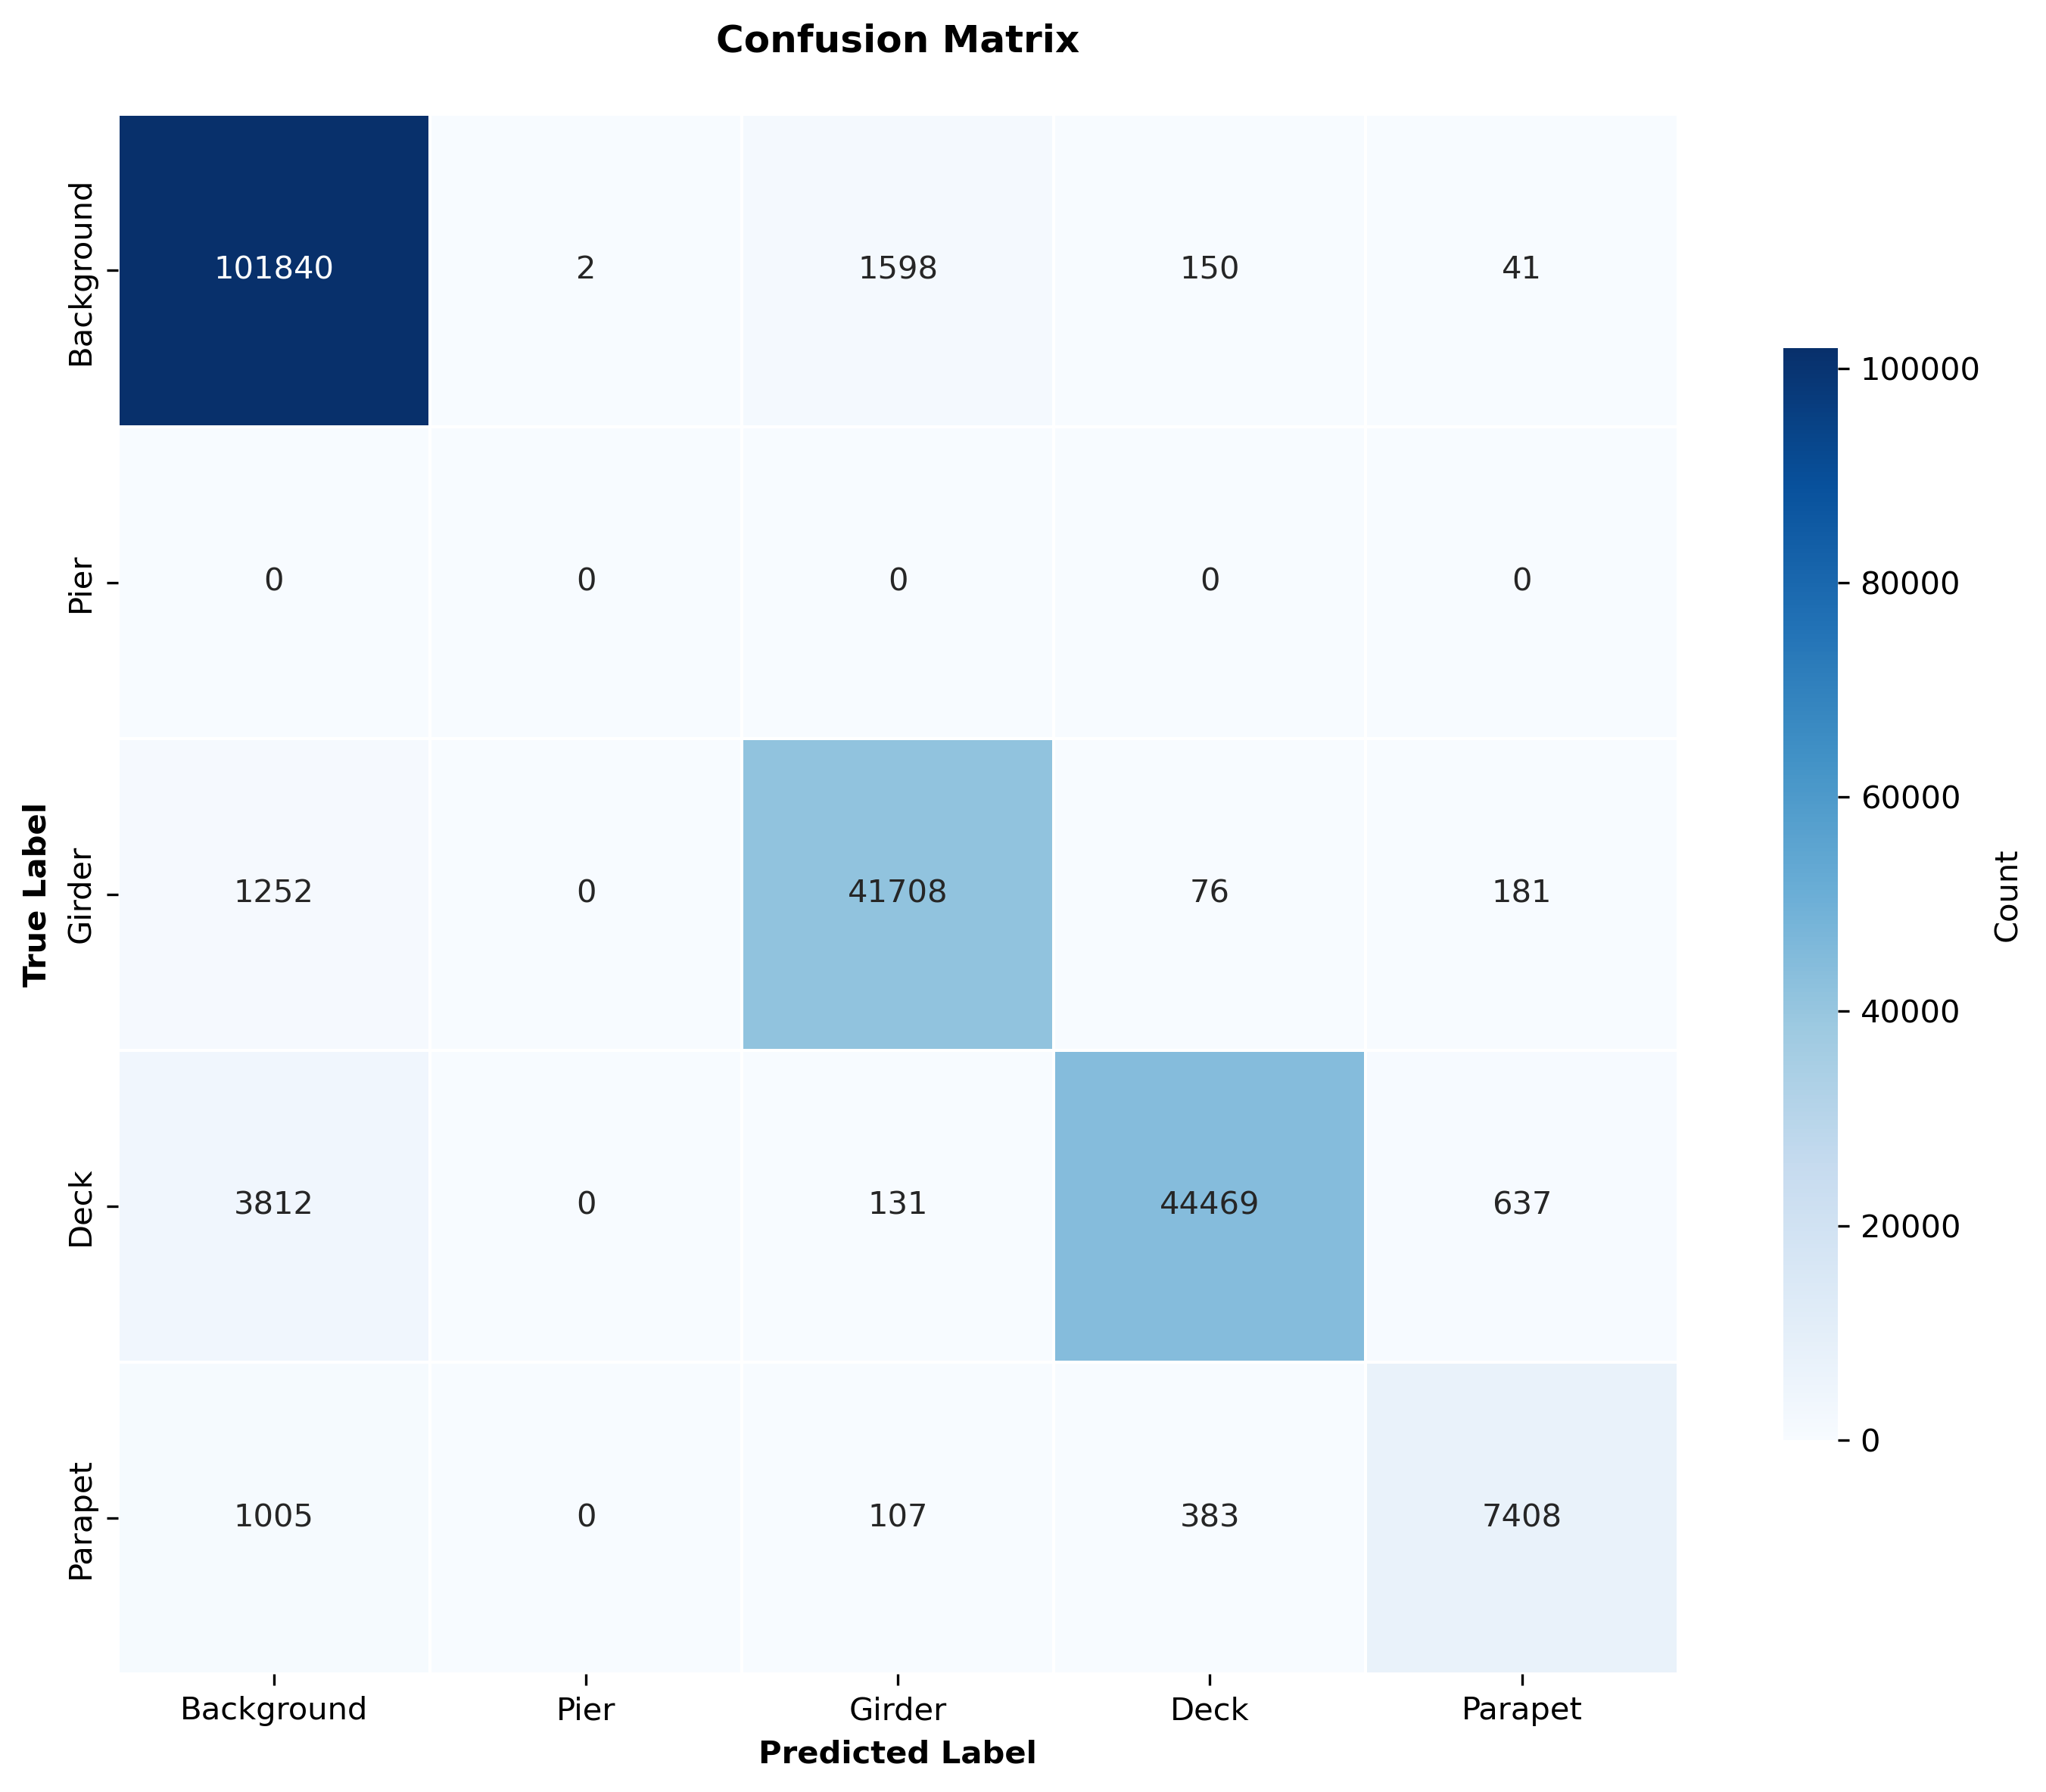 Confusion Matrix
Background
101840 2 1598 150 41
Pier
0 0 0 0 0
Girder
1252 0 41708 76 181
Deck
3812 0 131 44469 637
Parapet
1005 0 107 383 7408
True Label
Background Pier Girder Deck Parapet
Predicted Label
100000
80000
60000
40000
20000
0
Count